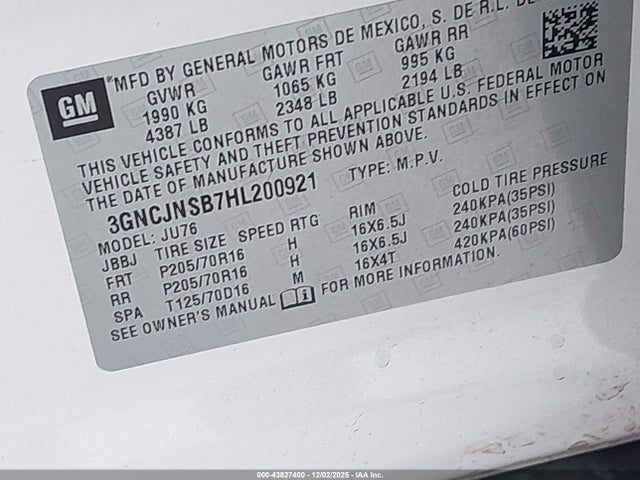 GM
*MFD BY GENERAL MOTORS DE MEXICO, S. DE R.L. DE
GVWR GAWR FRT GAWR RR
1990 KG 1065 KG 995 KG
4387 LB 2348 LB 2194 LB
THIS VEHICLE CONFORMS TO ALL APPLICABLE U.S. FEDERAL MOTOR
VEHICLE SAFETY AND THEFT PREVENTION STANDARDS IN EFFECT ON
THE DATE OF MANUFACTURE SHOWN ABOVE.
3GNCJNSB7HL200921 TYPE: M.P.V.
MODEL: JU76
JBBJ TIRE SIZE SPEED RTG RIM COLD TIRE PRESSURE
FRT P205/70R16 H 16X6.5J 240KPA(35PSI)
RR P205/70R16 H 16X6.5J 240KPA(35PSI)
SPA T125/70D16 M 16X4T 420KPA(60PSI)
SEE OWNER'S MANUAL FOR MORE INFORMATION.
000-43827400 - 12/02/2025 - IAA Inc.